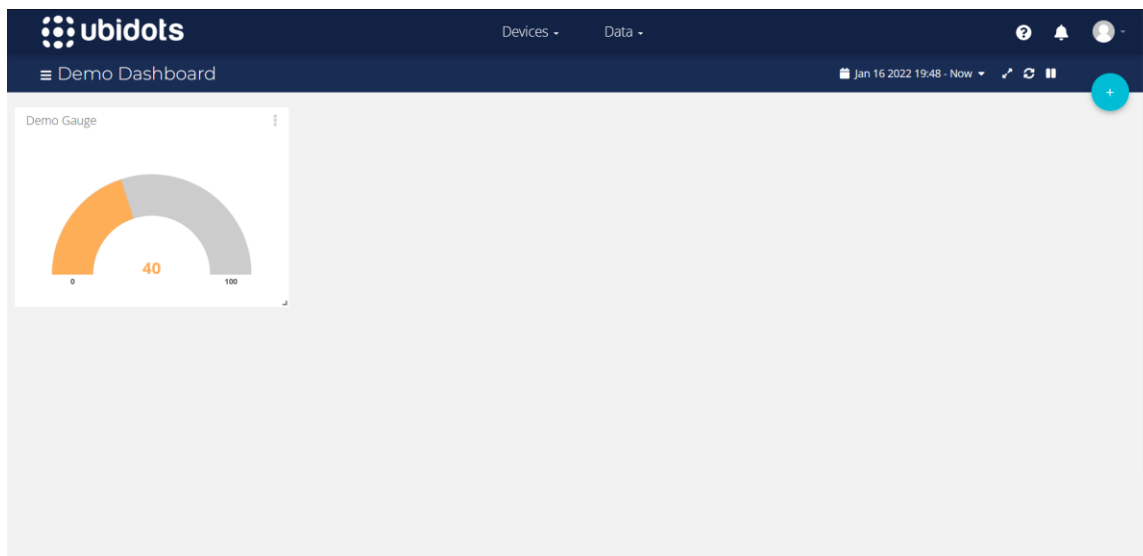 ubidots Devices Data
Demo Dashboard Jan 16 2022 19:48 - Now
+
Demo Gauge
40
0 100